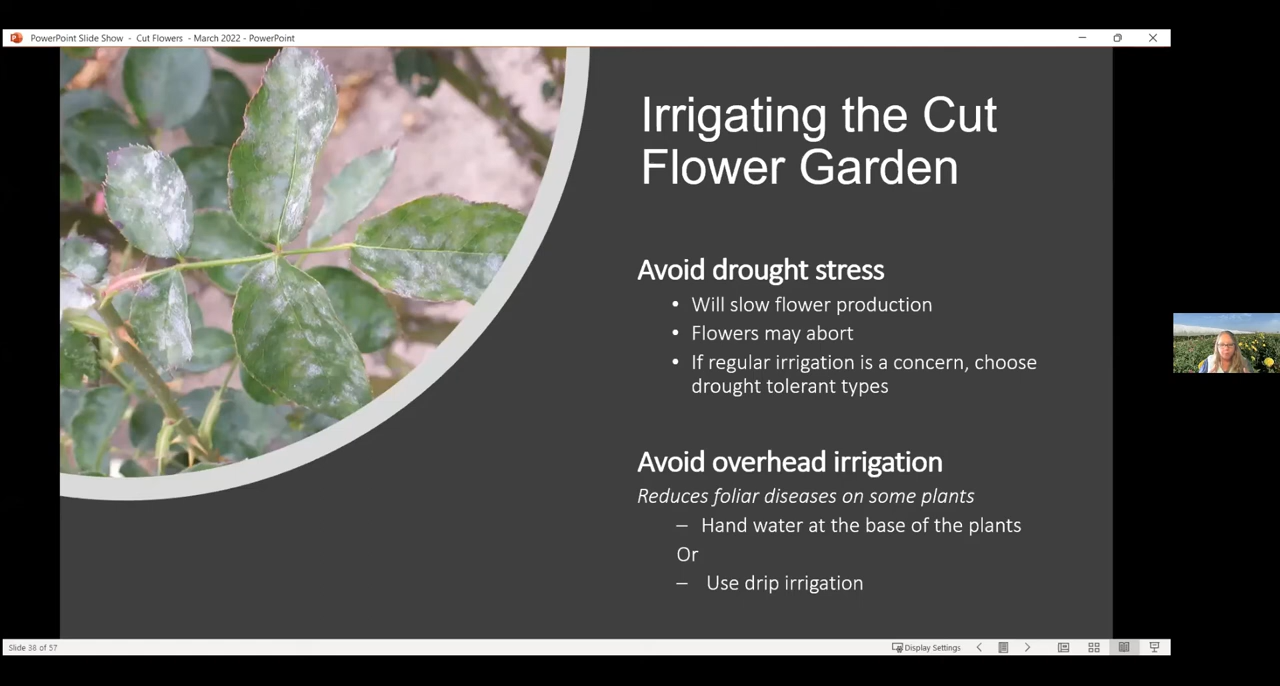 PowerPoint Slide Show - Cut Flowers - March 2022 - PowerPoint
Irrigating the Cut
Flower Garden
Avoid drought stress
• Will slow flower production
• Flowers may abort
• If regular irrigation is a concern, choose
drought tolerant types
Avoid overhead irrigation
Reduces foliar diseases on some plants
– Hand water at the base of the plants
Or
– Use drip irrigation
Slide 38 of 57
Display Settings